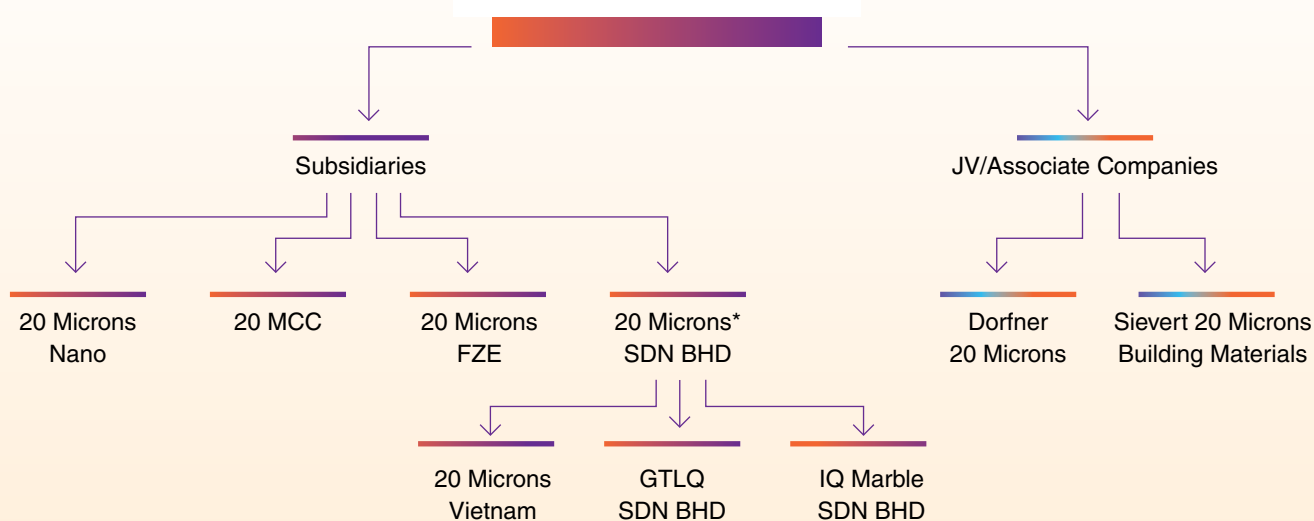 Subsidiaries
JV/Associate Companies
20 Microns
Nano
20 MCC
20 Microns
FZE
20 Microns*
SDN BHD
Dorfner
20 Microns
Sievert 20 Microns
Building Materials
20 Microns
Vietnam
GTLQ
SDN BHD
IQ Marble
SDN BHD